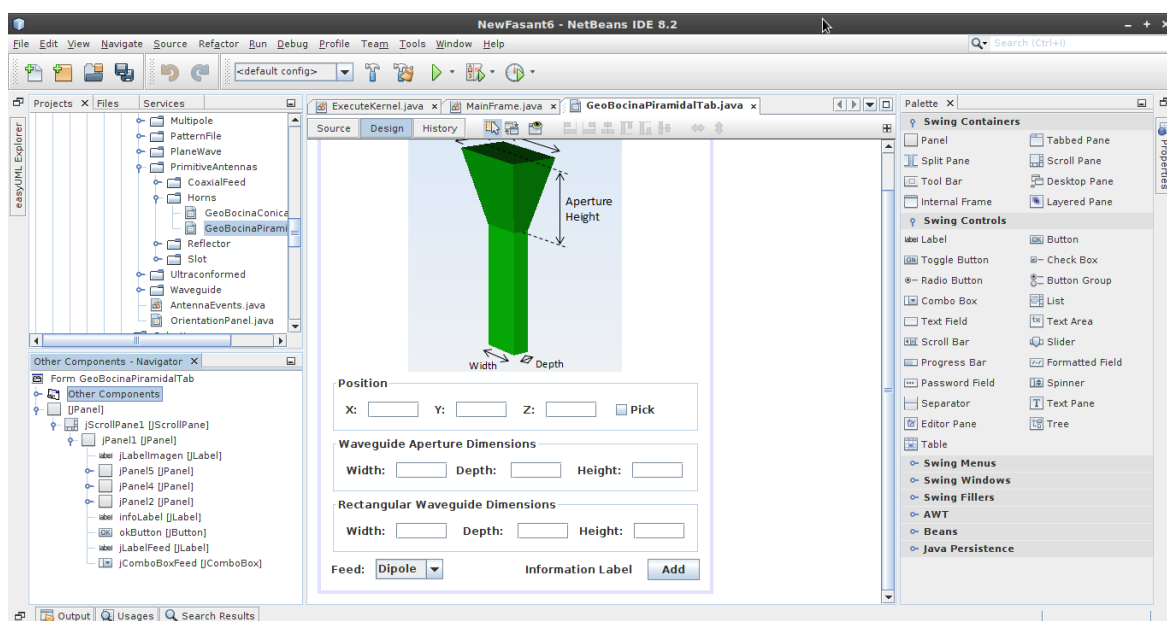 NewFasant6 - NetBeans IDE 8.2
File Edit View Navigate Source Refactor Run Debug Profile Team Tools Window Help
Search (Ctrl+I)
<default config>
Projects Files Services
ExecuteKernel.java MainFrame.java GeoBocinaPiramidalTab.java
Palette
easyUML Explorer
Multipole
PatternFile
PlaneWave
PrimitiveAntennas
CoaxialFeed
Horns
GeoBocinaConica
GeoBocinaPirami
Reflector
Slot
Ultraconformed
Waveguide
AntennaEvents.java
OrientationPanel.java
Other Components - Navigator
Form GeoBocinaPiramidalTab
Other Components
[JPanel]
jScrollPane1 [JScrollPane]
jPanel1 [JPanel]
jLabelImagen [JLabel]
jPanel5 [JPanel]
jPanel4 [JPanel]
jPanel2 [JPanel]
infoLabel [JLabel]
okButton [JButton]
jLabelFeed [JLabel]
jComboBoxFeed [JComboBox]
Source Design History
Aperture
Height
Width Depth
Position
X: Y: Z: Pick
Waveguide Aperture Dimensions
Width: Depth: Height:
Rectangular Waveguide Dimensions
Width: Depth: Height:
Feed: Dipole Information Label Add
Swing Containers
Panel Tabbed Pane
Split Pane Scroll Pane
Tool Bar Desktop Pane
Internal Frame Layered Pane
Swing Controls
label Label OK Button
ON Toggle Button Check Box
Radio Button Button Group
Combo Box List
Text Field Text Area
Scroll Bar Slider
Progress Bar Formatted Field
Password Field Spinner
Separator Text Pane
Editor Pane Tree
Table
Swing Menus
Swing Windows
Swing Fillers
AWT
Beans
Java Persistence
Properties
Output Usages Search Results